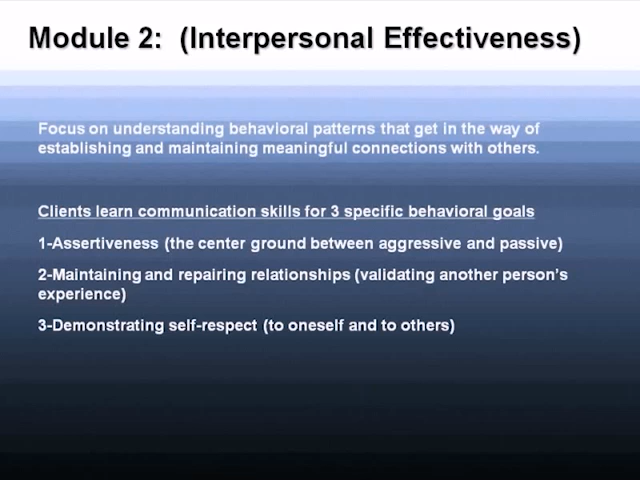 Module 2:  (Interpersonal Effectiveness)
Focus on understanding behavioral patterns that get in the way of
establishing and maintaining meaningful connections with others.
Clients learn communication skills for 3 specific behavioral goals
1-Assertiveness (the center ground between aggressive and passive)
2-Maintaining and repairing relationships (validating another person's
experience)
3-Demonstrating self-respect (to oneself and to others)